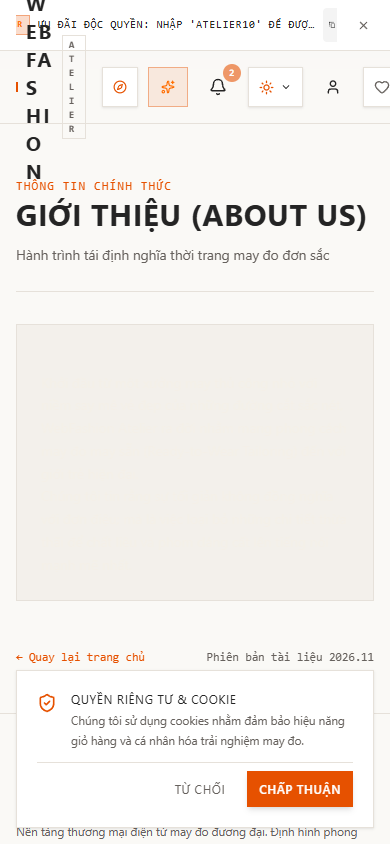 R ƯU ĐÃI ĐỘC QUYỀN: NHẬP 'ATELIER10' ĐỂ ĐƯỢ…
WEBFASHION
ATELIER
2
THÔNG TIN CHÍNH THỨC
GIỚI THIỆU (ABOUT US)
Hành trình tái định nghĩa thời trang may đo đơn sắc
← Quay lại trang chủ
Phiên bản tài liệu 2026.11
QUYỀN RIÊNG TƯ & COOKIE
Chúng tôi sử dụng cookies nhằm đảm bảo hiệu năng
giỏ hàng và cá nhân hóa trải nghiệm may đo.
TỪ CHỐI
CHẤP THUẬN
Nền tảng thương mại điện tử may đo đương đại. Định hình phong